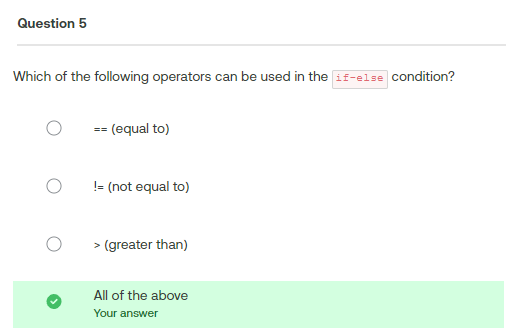 Question 5
Which of the following operators can be used in the if-else condition?
== (equal to)
!= (not equal to)
> (greater than)
All of the above
Your answer